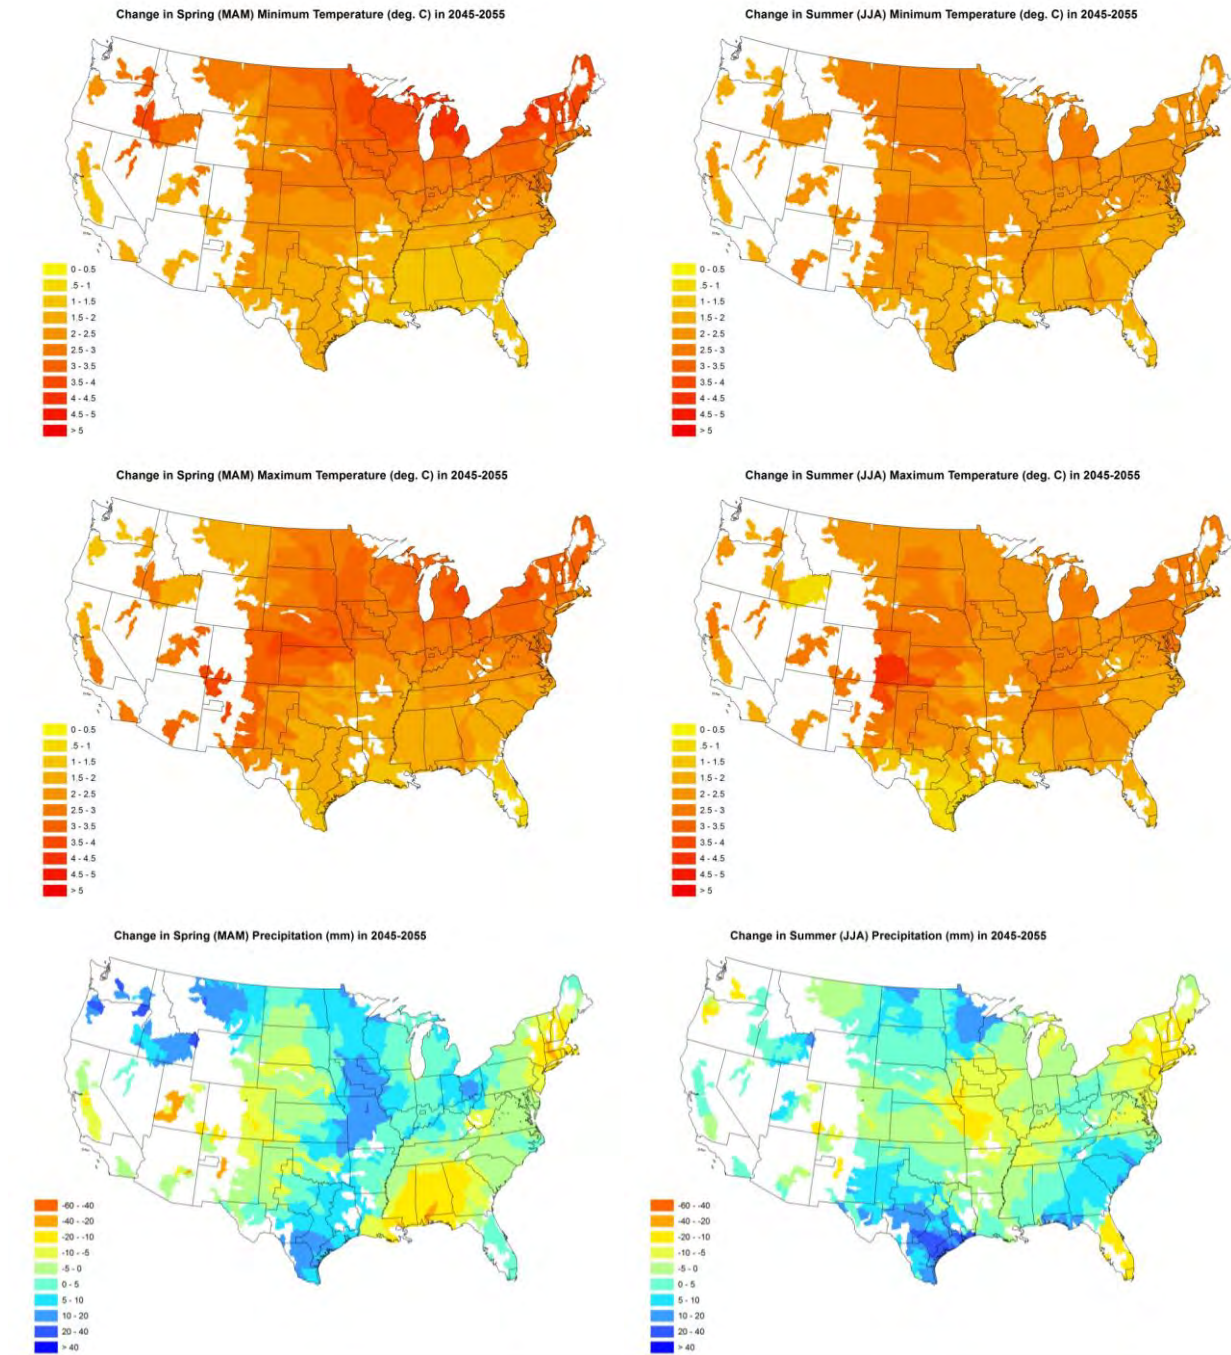 Change in Spring (MAM) Minimum Temperature (deg. C) in 2045-2055
0 - 0.5
.5 - 1
1 - 1.5
1.5 - 2
2 - 2.5
2.5 - 3
3 - 3.5
3.5 - 4
4 - 4.5
4.5 - 5
> 5
Change in Summer (JJA) Minimum Temperature (deg. C) in 2045-2055
0 - 0.5
.5 - 1
1 - 1.5
1.5 - 2
2 - 2.5
2.5 - 3
3 - 3.5
3.5 - 4
4 - 4.5
4.5 - 5
> 5
Change in Spring (MAM) Maximum Temperature (deg. C) in 2045-2055
0 - 0.5
.5 - 1
1 - 1.5
1.5 - 2
2 - 2.5
2.5 - 3
3 - 3.5
3.5 - 4
4 - 4.5
4.5 - 5
> 5
Change in Summer (JJA) Maximum Temperature (deg. C) in 2045-2055
0 - 0.5
.5 - 1
1 - 1.5
1.5 - 2
2 - 2.5
2.5 - 3
3 - 3.5
3.5 - 4
4 - 4.5
4.5 - 5
> 5
Change in Spring (MAM) Precipitation (mm) in 2045-2055
-60 - -40
-40 - -20
-20 - -10
-10 - -5
-5 - 0
0 - 5
5 - 10
10 - 20
20 - 40
> 40
Change in Summer (JJA) Precipitation (mm) in 2045-2055
-60 - -40
-40 - -20
-20 - -10
-10 - -5
-5 - 0
0 - 5
5 - 10
10 - 20
20 - 40
> 40